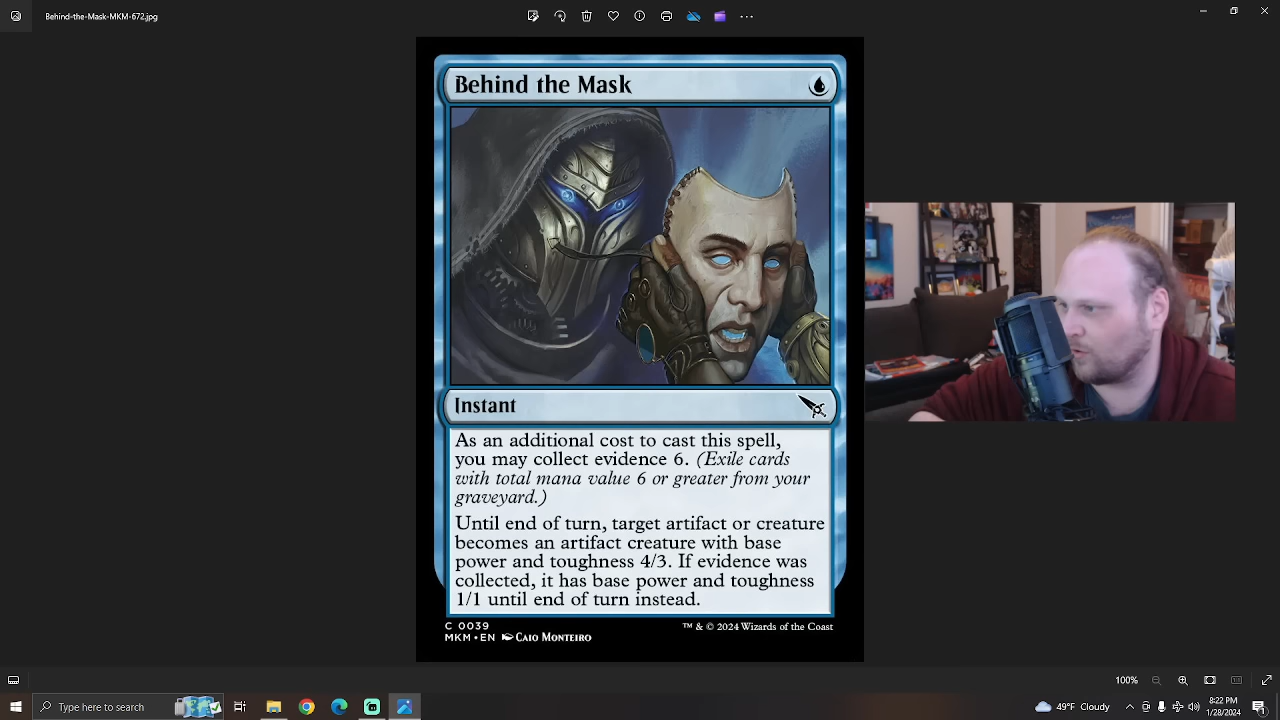 Behind-the-Mask-MKM-672.jpg
Behind the Mask
Instant
As an additional cost to cast this spell,
you may collect evidence 6. (Exile cards
with total mana value 6 or greater from your
graveyard.)
Until end of turn, target artifact or creature
becomes an artifact creature with base
power and toughness 4/3. If evidence was
collected, it has base power and toughness
1/1 until end of turn instead.
C 0039
MKM • EN Caio Monteiro
™ & © 2024 Wizards of the Coast
100%
Type here to search
49°F Cloudy
8:22 PM
1/28/2024